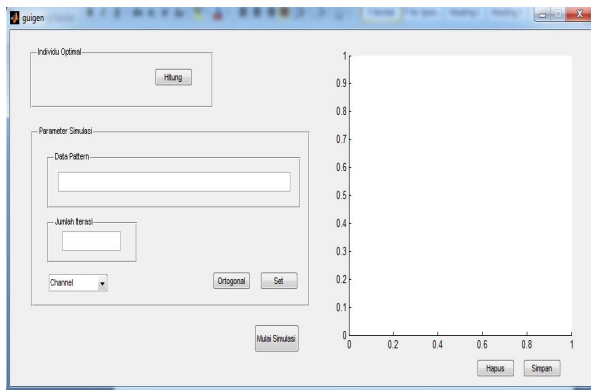 guigen
Individu Optimal
Hitung
Parameter Simulasi
Data Pattern
Jumlah Iterasi
Channel
Ortogonal
Set
Mulai Simulasi
1
0.9
0.8
0.7
0.6
0.5
0.4
0.3
0.2
0.1
0
0 0.2 0.4 0.6 0.8 1
Hapus
Simpan